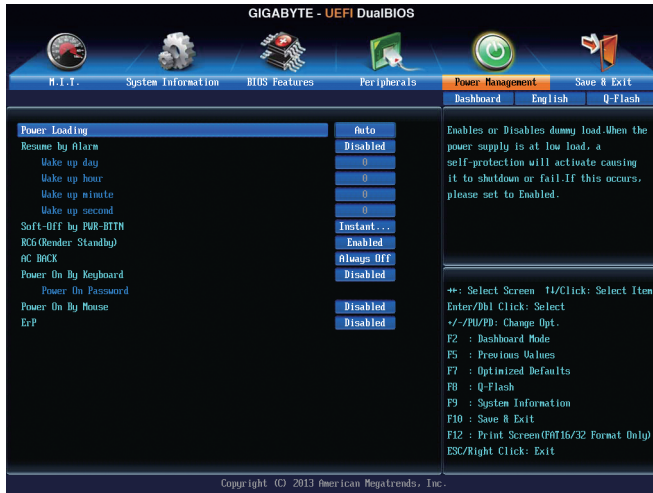 GIGABYTE - UEFI DualBIOS
M.I.T.
System Information
BIOS Features
Peripherals
Power Management
Save & Exit
Dashboard
English
Q-Flash
Power Loading Auto
Resume by Alarm Disabled
Wake up day 0
Wake up hour 0
Wake up minute 0
Wake up second 0
Soft-Off by PWR-BTTN Instant...
RC6(Render Standby) Enabled
AC BACK Always Off
Power On By Keyboard Disabled
Power On Password
Power On By Mouse Disabled
ErP Disabled
Enables or Disables dummy load.When the
power supply is at low load, a
self-protection will activate causing
it to shutdown or fail.If this occurs,
please set to Enabled.
→←: Select Screen ↑↓/Click: Select Item
Enter/Dbl Click: Select
+/-/PU/PD: Change Opt.
F2 : Dashboard Mode
F5 : Previous Values
F7 : Optimized Defaults
F8 : Q-Flash
F9 : System Information
F10 : Save & Exit
F12 : Print Screen(FAT16/32 Format Only)
ESC/Right Click: Exit
Copyright (C) 2013 American Megatrends, Inc.